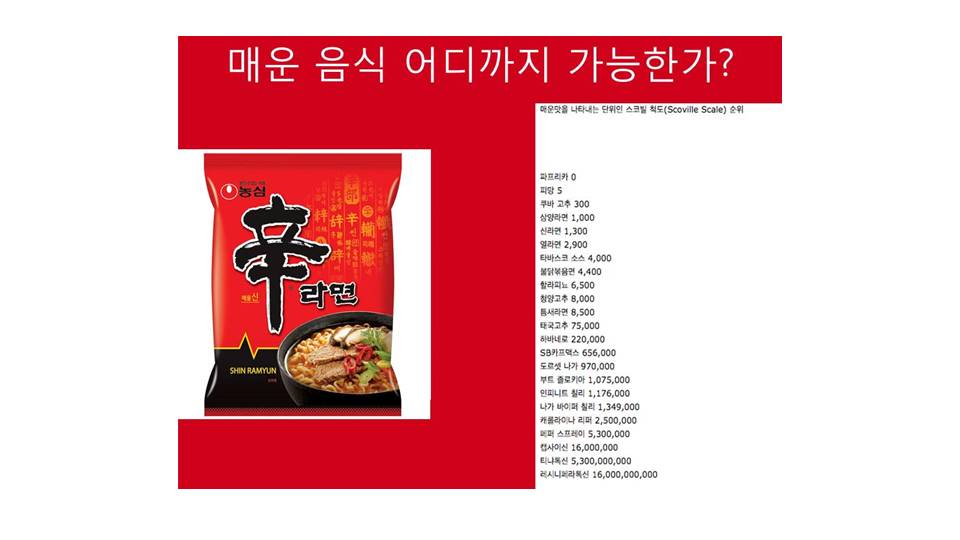 매운 음식 어디까지 가능한가?
매운맛을 나타내는 단위인 스코빌 척도(Scoville Scale) 순위
농심
辛
매울신
라면
SHIN RAMYUN
파프리카 0
피망 5
쿠바 고추 300
삼양라면 1,000
신라면 1,300
열라면 2,900
타바스코 소스 4,000
불닭볶음면 4,400
할라피뇨 6,500
청양고추 8,000
틈새라면 8,500
태국고추 75,000
하바네로 220,000
SB카프맥스 656,000
도르셋 나가 970,000
부트 졸로키아 1,075,000
인피니트 칠리 1,176,000
나가 바이퍼 칠리 1,349,000
캐롤라이나 리퍼 2,500,000
페퍼 스프레이 5,300,000
캡사이신 16,000,000
티냐톡신 5,300,000,000
레시니페라톡신 16,000,000,000